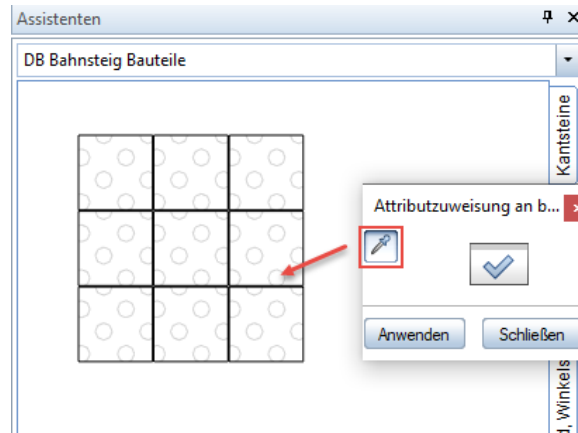 Assistenten
DB Bahnsteig Bauteile
Kantsteine
Attributzuweisung an b...
Anwenden
Schließen
d, Winkels